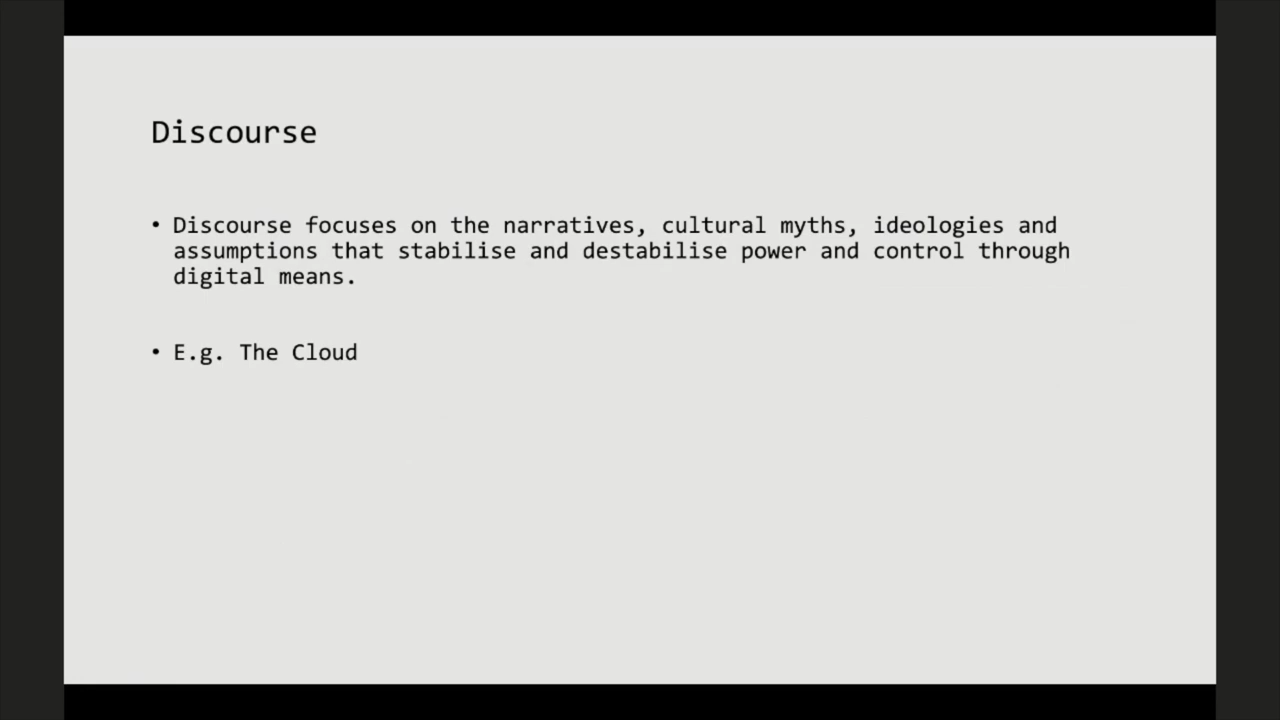 Discourse
• Discourse focuses on the narratives, cultural myths, ideologies and
assumptions that stabilise and destabilise power and control through
digital means.
• E.g. The Cloud